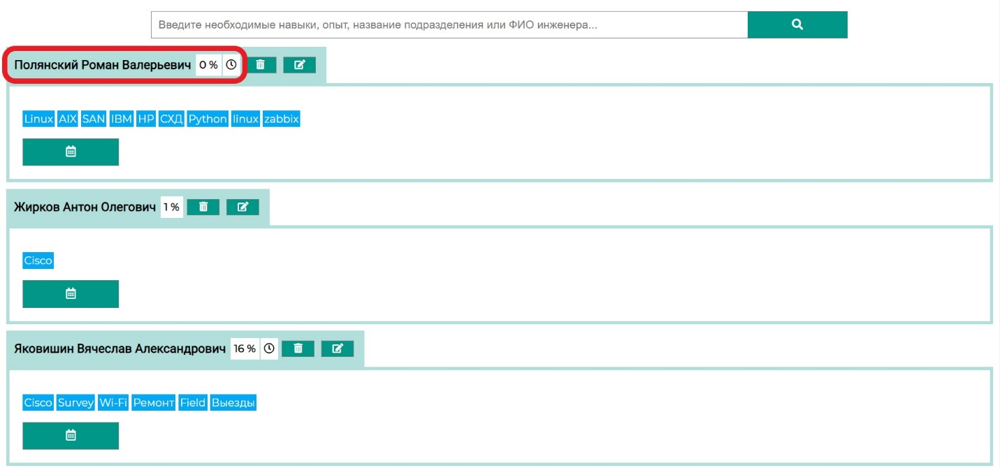 Введите необходимые навыки, опыт, название подразделения или ФИО инженера...
Полянский Роман Валерьевич 0 %
Linux AIX SAN IBM HP СХД Python linux zabbix
Жирков Антон Олегович 1 %
Cisco
Яковишин Вячеслав Александрович 16 %
Cisco Survey Wi-Fi Ремонт Field Выезды